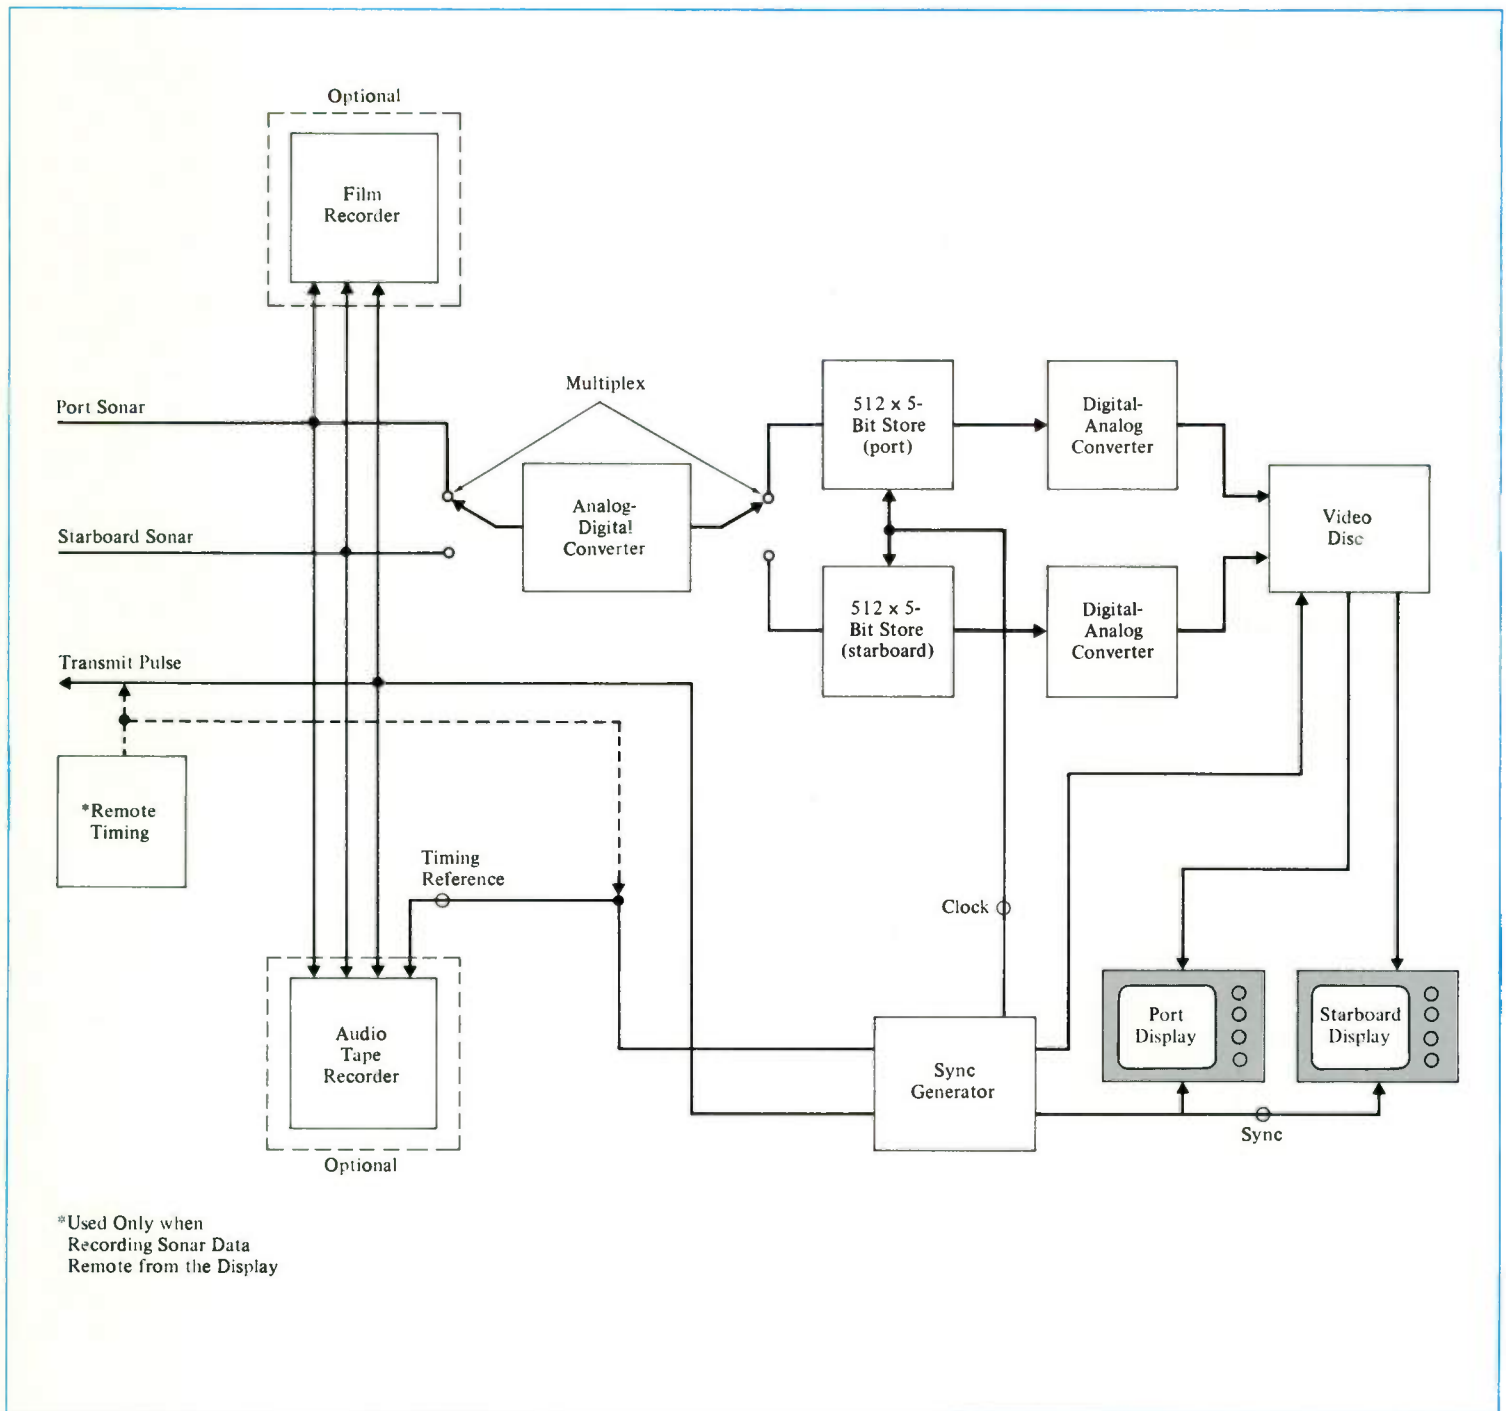 Optional
Film
Recorder
Multiplex
Port Sonar
512 x 5-
Bit Store
(port)
Digital-
Analog
Converter
Analog-
Digital
Converter
Video
Disc
Starboard Sonar
512 x 5-
Bit Store
(starboard)
Digital-
Analog
Converter
Transmit Pulse
*Remote
Timing
Timing
Reference
Clock
Audio
Tape
Recorder
Sync
Generator
Port
Display
Starboard
Display
Sync
Optional
*Used Only when
Recording Sonar Data
Remote from the Display